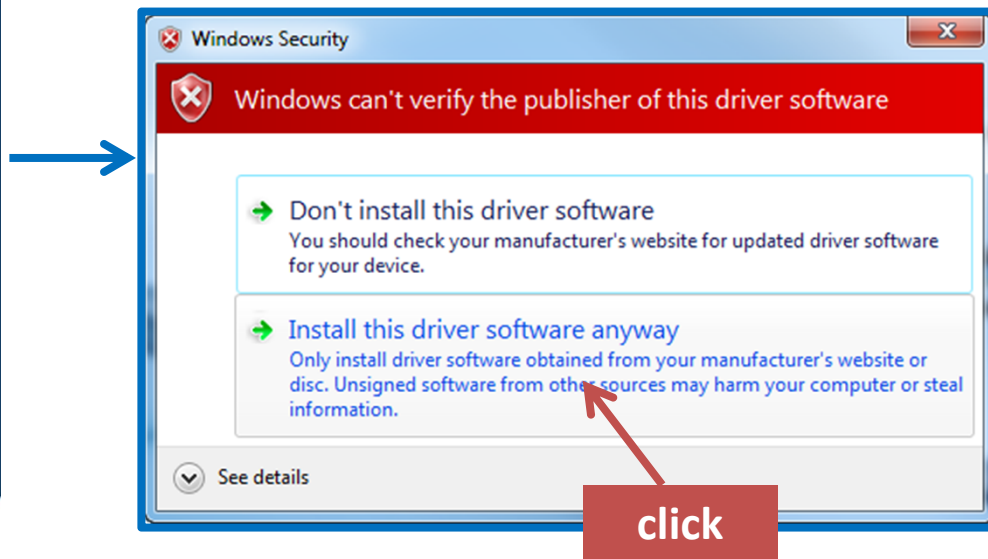 Windows Security
Windows can't verify the publisher of this driver software
Don't install this driver software
You should check your manufacturer's website for updated driver software
for your device.
Install this driver software anyway
Only install driver software obtained from your manufacturer's website or
disc. Unsigned software from other sources may harm your computer or steal
information.
See details
click